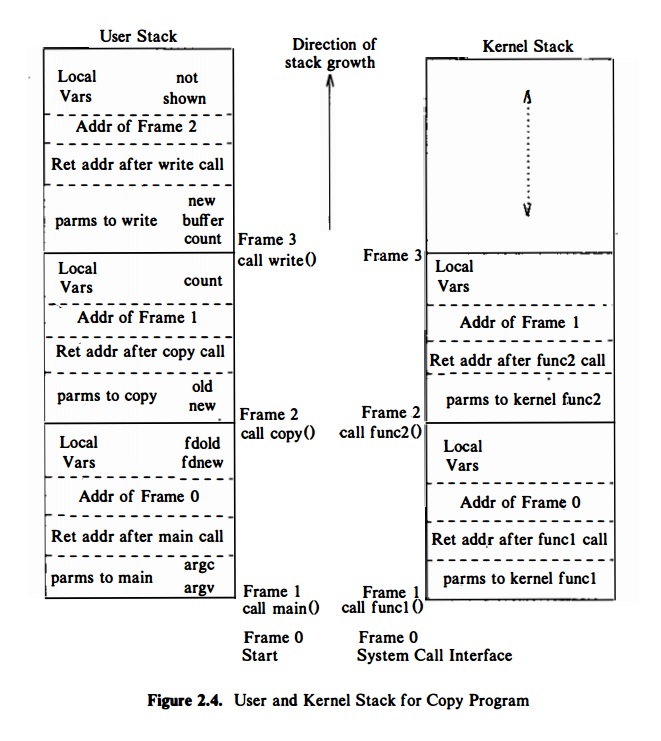 User Stack
Local Vars
not shown
Addr of Frame 2
Ret addr after write call
parms to write
new
buffer
count
Frame 3
call write()
Local Vars
count
Addr of Frame 1
Ret addr after copy call
parms to copy
old
new
Frame 2
call copy()
Local Vars
fdold
fdnew
Addr of Frame 0
Ret addr after main call
parms to main
argc
argv
Frame 1
call main()
Frame 0
Start
Direction of
stack growth
Kernel Stack
Frame 3
Local
Vars
Addr of Frame 1
Ret addr after func2 call
parms to kernel func2
Frame 2
call func2()
Local
Vars
Addr of Frame 0
Ret addr after func1 call
parms to kernel func1
Frame 1
call func1()
Frame 0
System Call Interface
Figure 2.4. User and Kernel Stack for Copy Program